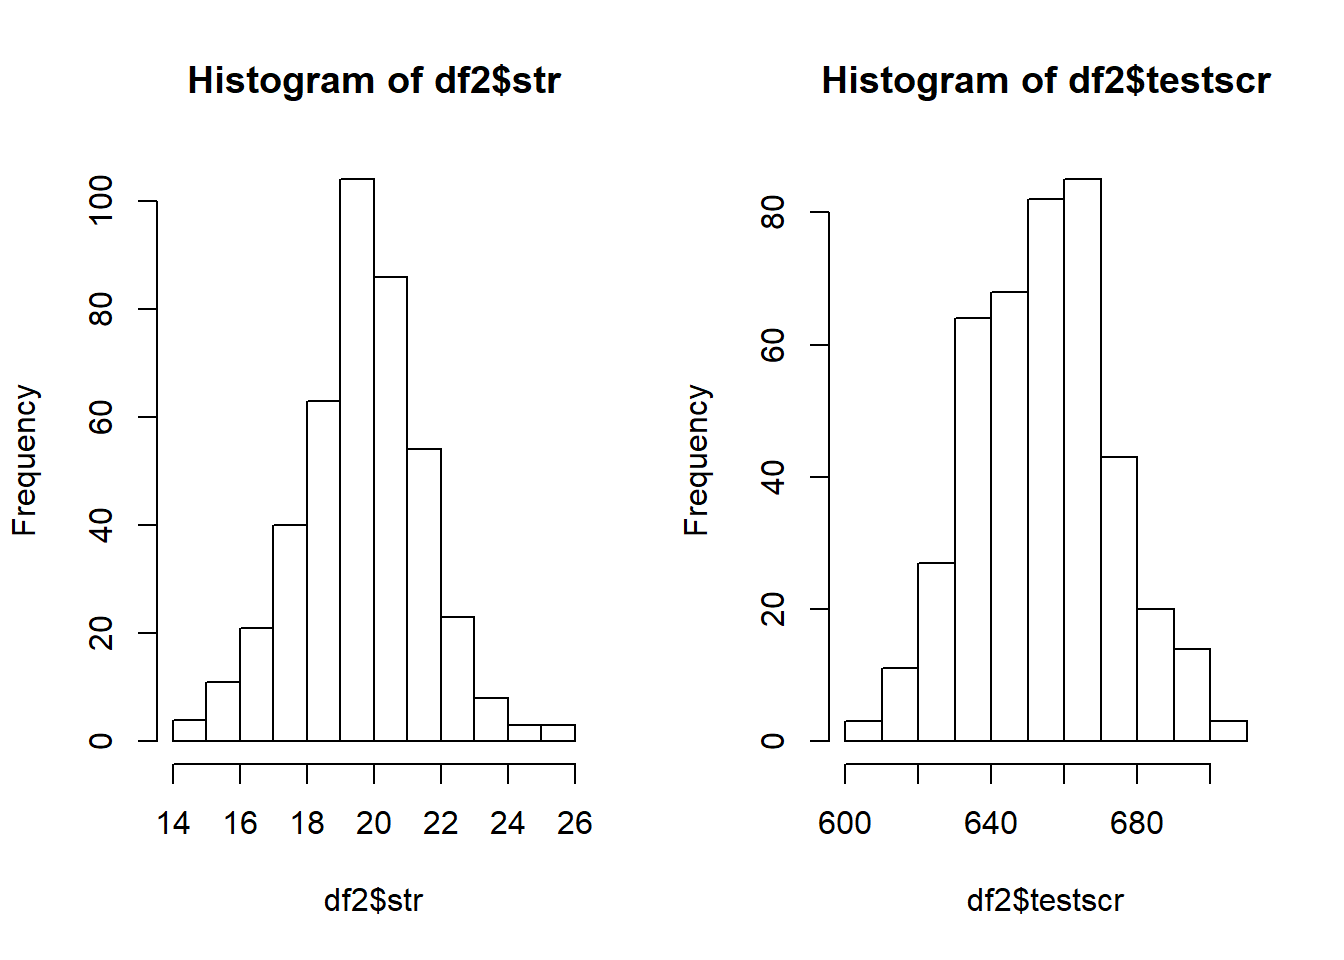 Histogram of df2$str
Frequency
0 20 40 60 80 100
14 16 18 20 22 24 26
df2$str
Histogram of df2$testscr
Frequency
0 20 40 60 80
600 640 680
df2$testscr